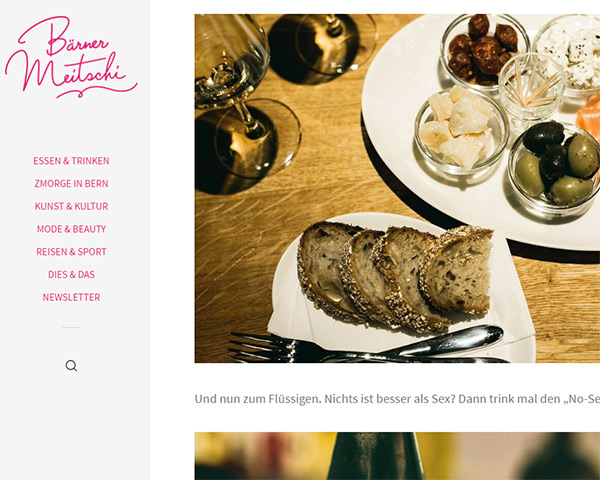 Bärner
Meitschi
ESSEN & TRINKEN
ZMORGE IN BERN
KUNST & KULTUR
MODE & BEAUTY
REISEN & SPORT
DIES & DAS
NEWSLETTER
Und nun zum Flüssigen. Nichts ist besser als Sex? Dann trink mal den „No-Se